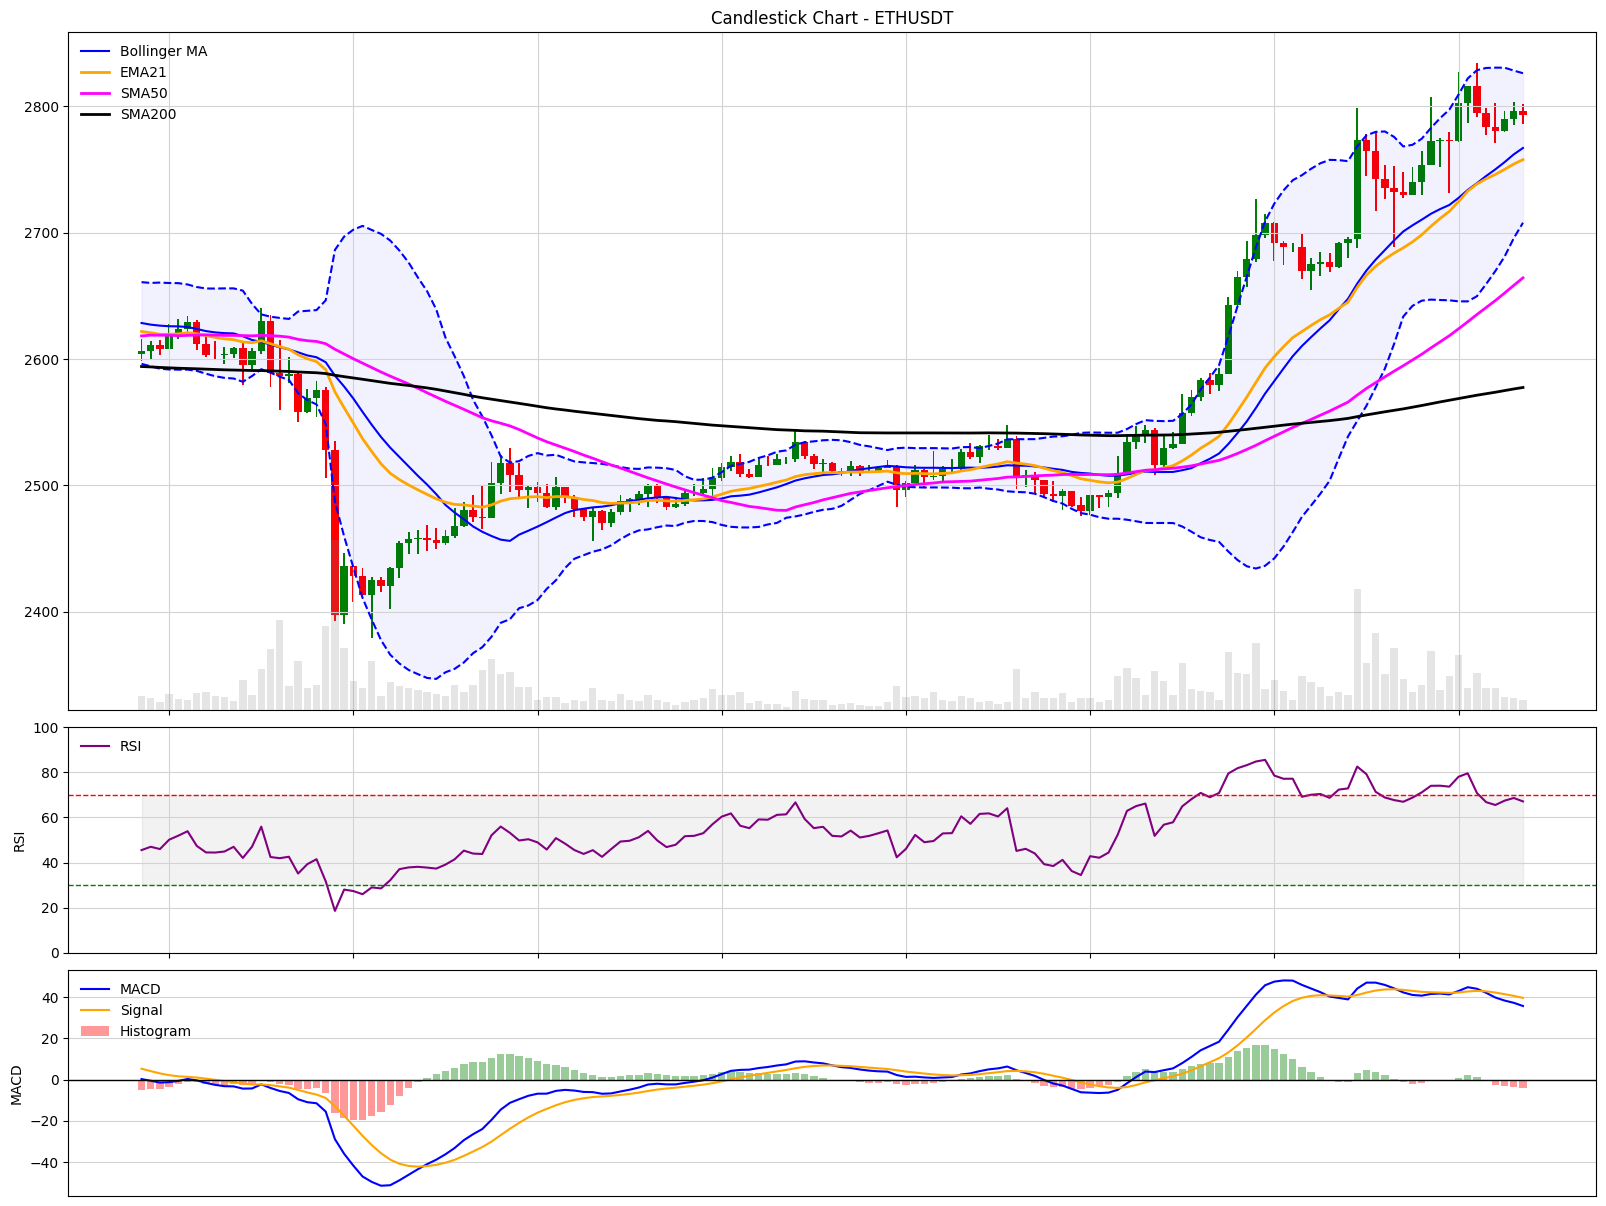 Candlestick Chart - ETHUSDT
Bollinger MA
EMA21
SMA50
SMA200
2800
2700
2600
2500
2400
100
80
60
40
20
0
RSI
RSI
40
20
0
−20
−40
MACD
MACD
Signal
Histogram